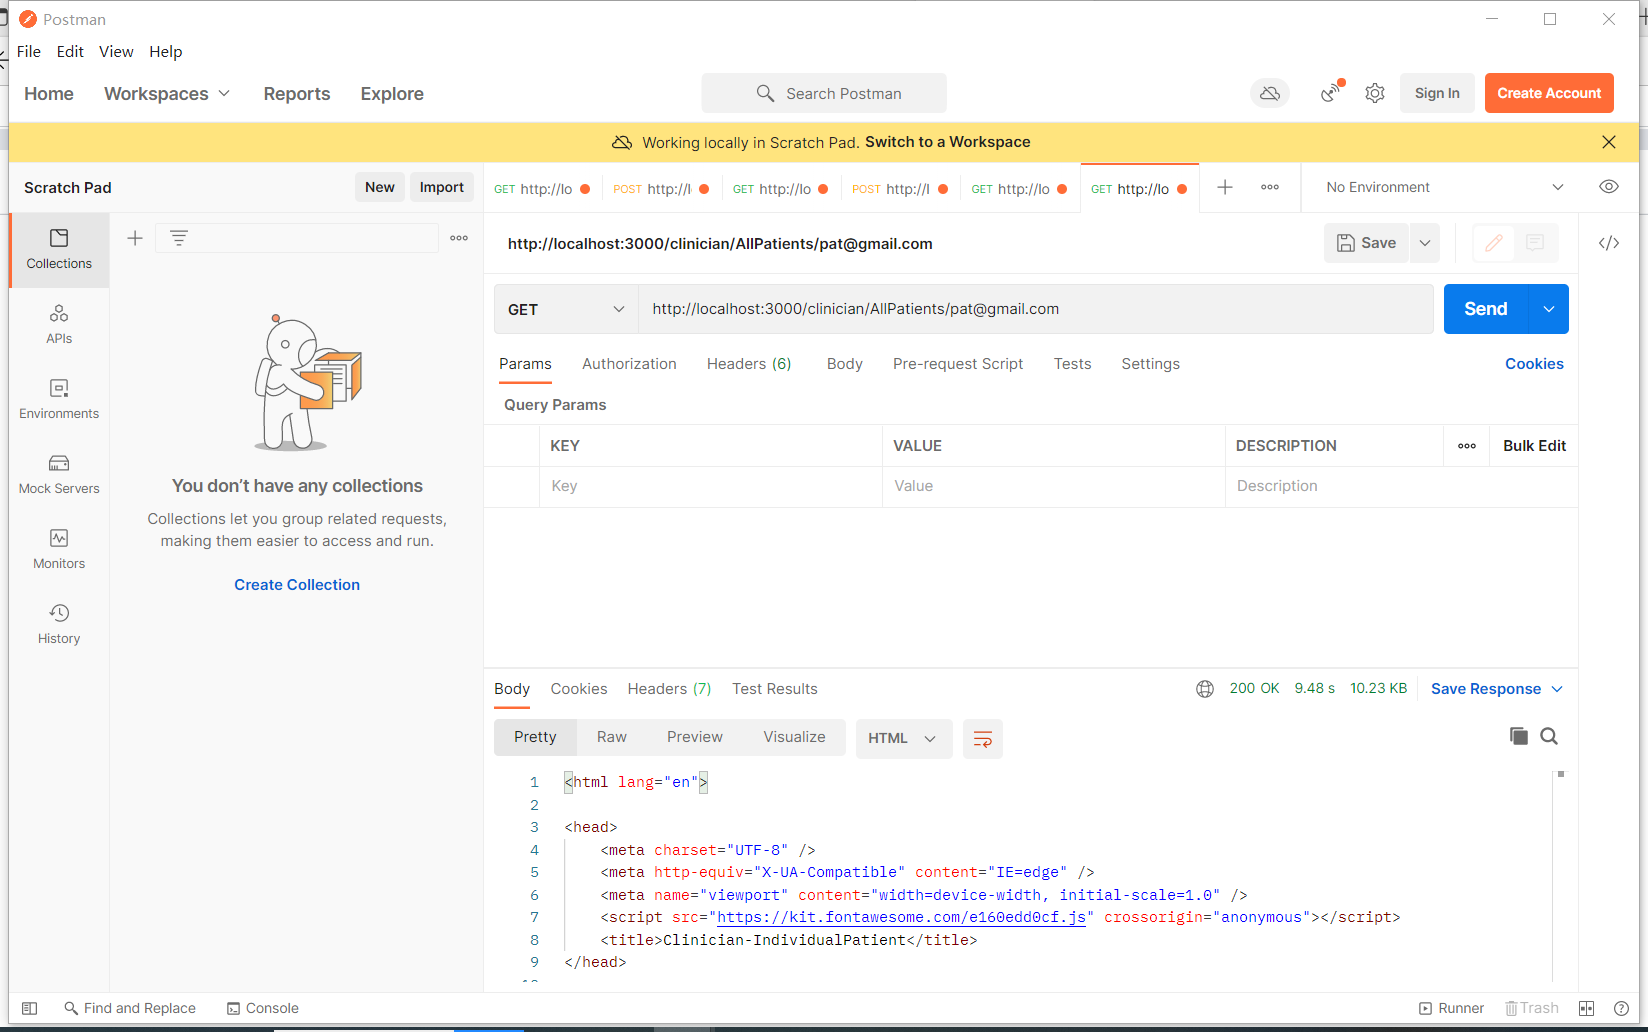 Postman
File Edit View Help
Home Workspaces Reports Explore Search Postman Sign In Create Account
Working locally in Scratch Pad. Switch to a Workspace
Scratch Pad New Import GET http://lo POST http://l GET http://lo POST http://l GET http://lo GET http://lo No Environment
Collections
APIs
Environments
Mock Servers
Monitors
History
You don’t have any collections
Collections let you group related requests,
making them easier to access and run.
Create Collection
http://localhost:3000/clinician/AllPatients/pat@gmail.com Save
GET http://localhost:3000/clinician/AllPatients/pat@gmail.com Send
Params Authorization Headers (6) Body Pre-request Script Tests Settings Cookies
Query Params
KEY VALUE DESCRIPTION Bulk Edit
Key Value Description
Body Cookies Headers (7) Test Results 200 OK 9.48 s 10.23 KB Save Response
Pretty Raw Preview Visualize HTML
1 <html lang="en">
2
3 <head>
4 <meta charset="UTF-8" />
5 <meta http-equiv="X-UA-Compatible" content="IE=edge" />
6 <meta name="viewport" content="width=device-width, initial-scale=1.0" />
7 <script src="https://kit.fontawesome.com/e160edd0cf.js" crossorigin="anonymous"></script>
8 <title>Clinician-IndividualPatient</title>
9 </head>
Find and Replace Console Runner Trash